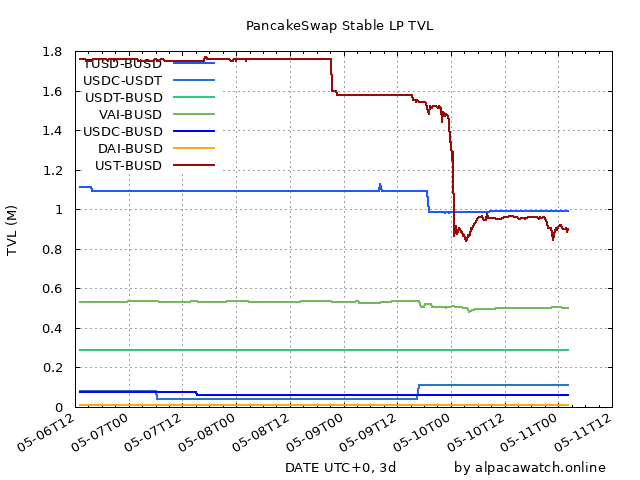 PancakeSwap Stable LP TVL
1.8
1.6
1.4
1.2
1
0.8
0.6
0.4
0.2
0
TVL (M)
TUSD-BUSD
USDC-USDT
USDT-BUSD
VAI-BUSD
USDC-BUSD
DAI-BUSD
UST-BUSD
05-06T12
05-07T00
05-07T12
05-08T00
05-08T12
05-09T00
05-09T12
05-10T00
05-10T12
05-11T00
05-11T12
DATE UTC+0, 3d
by alpacawatch.online